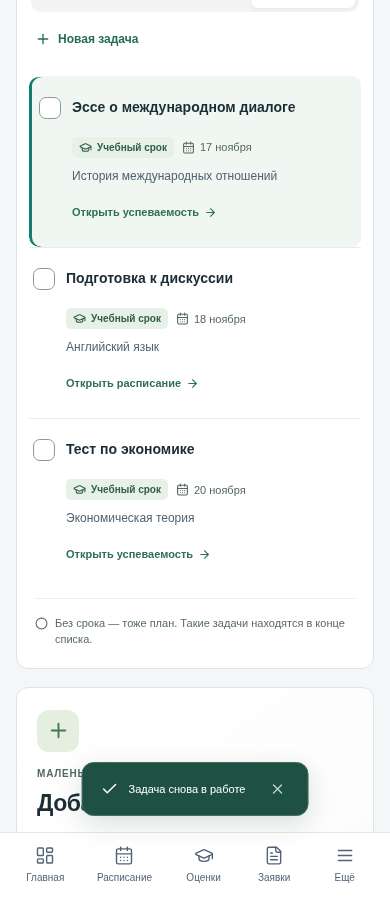 Новая задача
Эссе о международном диалоге
Учебный срок 17 ноября
История международных отношений
Открыть успеваемость
Подготовка к дискуссии
Учебный срок 18 ноября
Английский язык
Открыть расписание
Тест по экономике
Учебный срок 20 ноября
Экономическая теория
Открыть успеваемость
Без срока — тоже план. Такие задачи находятся в конце
списка.
Задача снова в работе
Главная Расписание Оценки Заявки Ещё